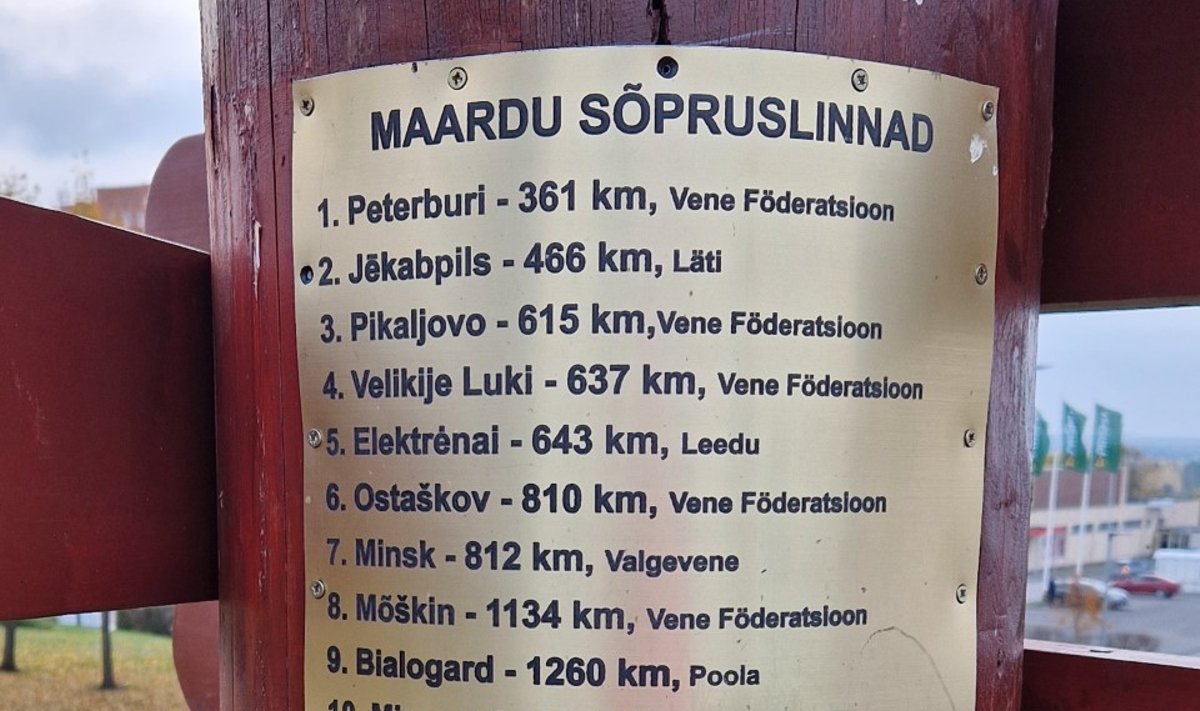 MAARDU SÕPRUSLINNAD
1. Peterburi - 361 km, Vene Föderatsioon
2. Jēkabpils - 466 km, Läti
3. Pikaljovo - 615 km,Vene Föderatsioon
4. Velikije Luki - 637 km, Vene Föderatsioon
5. Elektrėnai - 643 km, Leedu
6. Ostaškov - 810 km, Vene Föderatsioon
7. Minsk - 812 km, Valgevene
8. Mõškin - 1134 km, Vene Föderatsioon
9. Bialogard - 1260 km, Poola